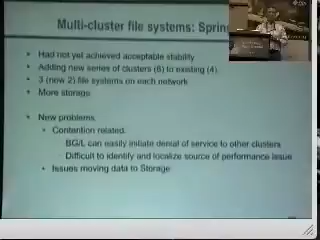 Multi-cluster file systems: Sprin
Had not yet achieved acceptable stability
Adding new series of clusters (6) to existing (4)
3 (now 2) file systems on each network
More storage
New problems
Contention related.
BG/L can easily initiate denial of service to other clusters
Difficult to identify and localize source of performance issue
Issues moving data to Storage